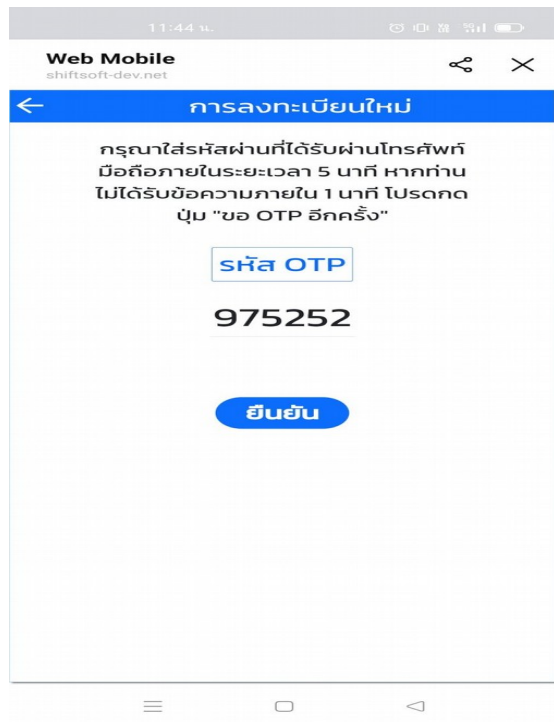 11:44 น.
Web Mobile
shiftsoft-dev.net
การลงทะเบียนใหม่
กรุณาใส่รหัสผ่านที่ได้รับผ่านโทรศัพท์
มือถือภายในระยะเวลา 5 นาที หากท่าน
ไม่ได้รับข้อความภายใน 1 นาที โปรดกด
ปุ่ม "ขอ OTP อีกครั้ง"
รหัส OTP
975252
ยืนยัน